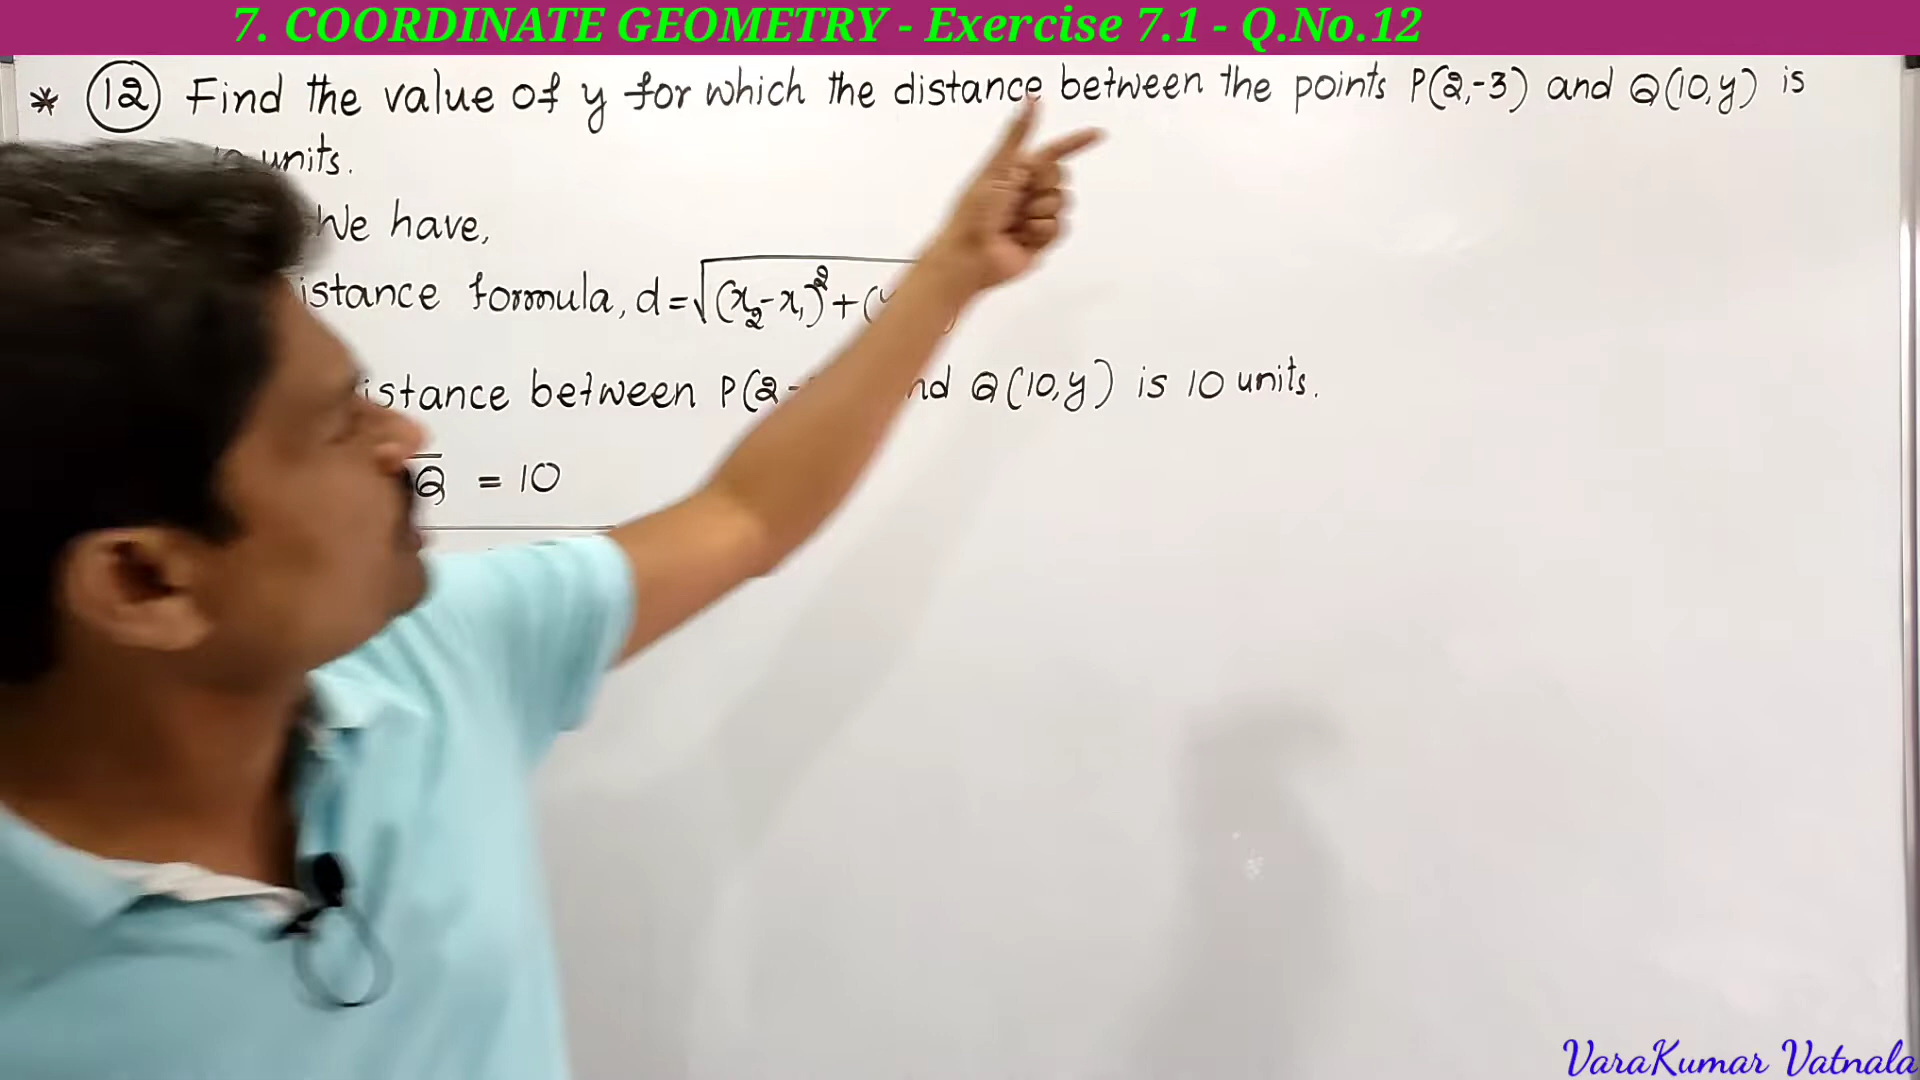 7. COORDINATE GEOMETRY - Exercise 7.1 - Q.No.12
* (12) Find the value of y for which the distance between the points P(2,-3) and Q(10,y) is
units.
We have,
istance formula, d=√(x₂-x₁)²+(
istance between P(2- nd Q(10,y) is 10 units.
Q = 10
VaraKumar Vatnala